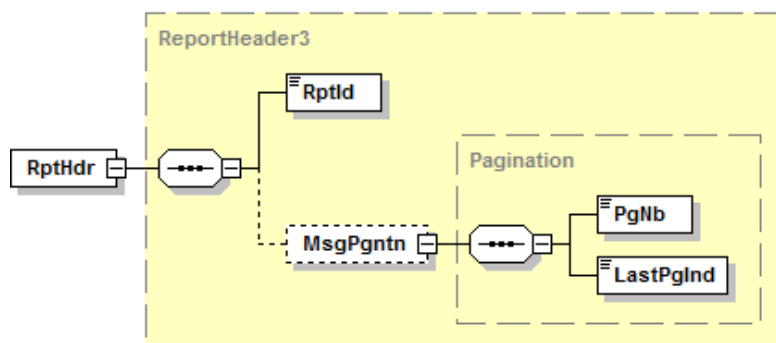 ReportHeader3
RptId
RptHdr
Pagination
PgNb
MsgPgntn
LastPgInd